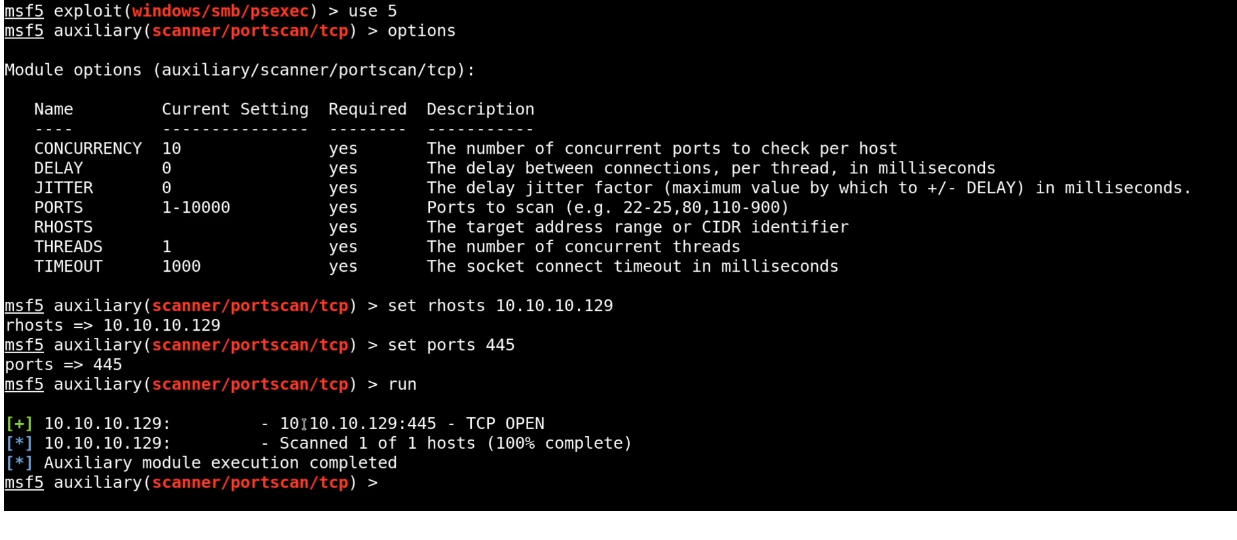 msf5 exploit(windows/smb/psexec) > use 5
msf5 auxiliary(scanner/portscan/tcp) > options
Module options (auxiliary/scanner/portscan/tcp):
Name Current Setting Required Description
---- --------------- -------- -----------
CONCURRENCY 10 yes The number of concurrent ports to check per host
DELAY 0 yes The delay between connections, per thread, in milliseconds
JITTER 0 yes The delay jitter factor (maximum value by which to +/- DELAY) in milliseconds.
PORTS 1-10000 yes Ports to scan (e.g. 22-25,80,110-900)
RHOSTS yes The target address range or CIDR identifier
THREADS 1 yes The number of concurrent threads
TIMEOUT 1000 yes The socket connect timeout in milliseconds
msf5 auxiliary(scanner/portscan/tcp) > set rhosts 10.10.10.129
rhosts => 10.10.10.129
msf5 auxiliary(scanner/portscan/tcp) > set ports 445
ports => 445
msf5 auxiliary(scanner/portscan/tcp) > run
[+] 10.10.10.129: - 10.10.10.129:445 - TCP OPEN
[*] 10.10.10.129: - Scanned 1 of 1 hosts (100% complete)
[*] Auxiliary module execution completed
msf5 auxiliary(scanner/portscan/tcp) >